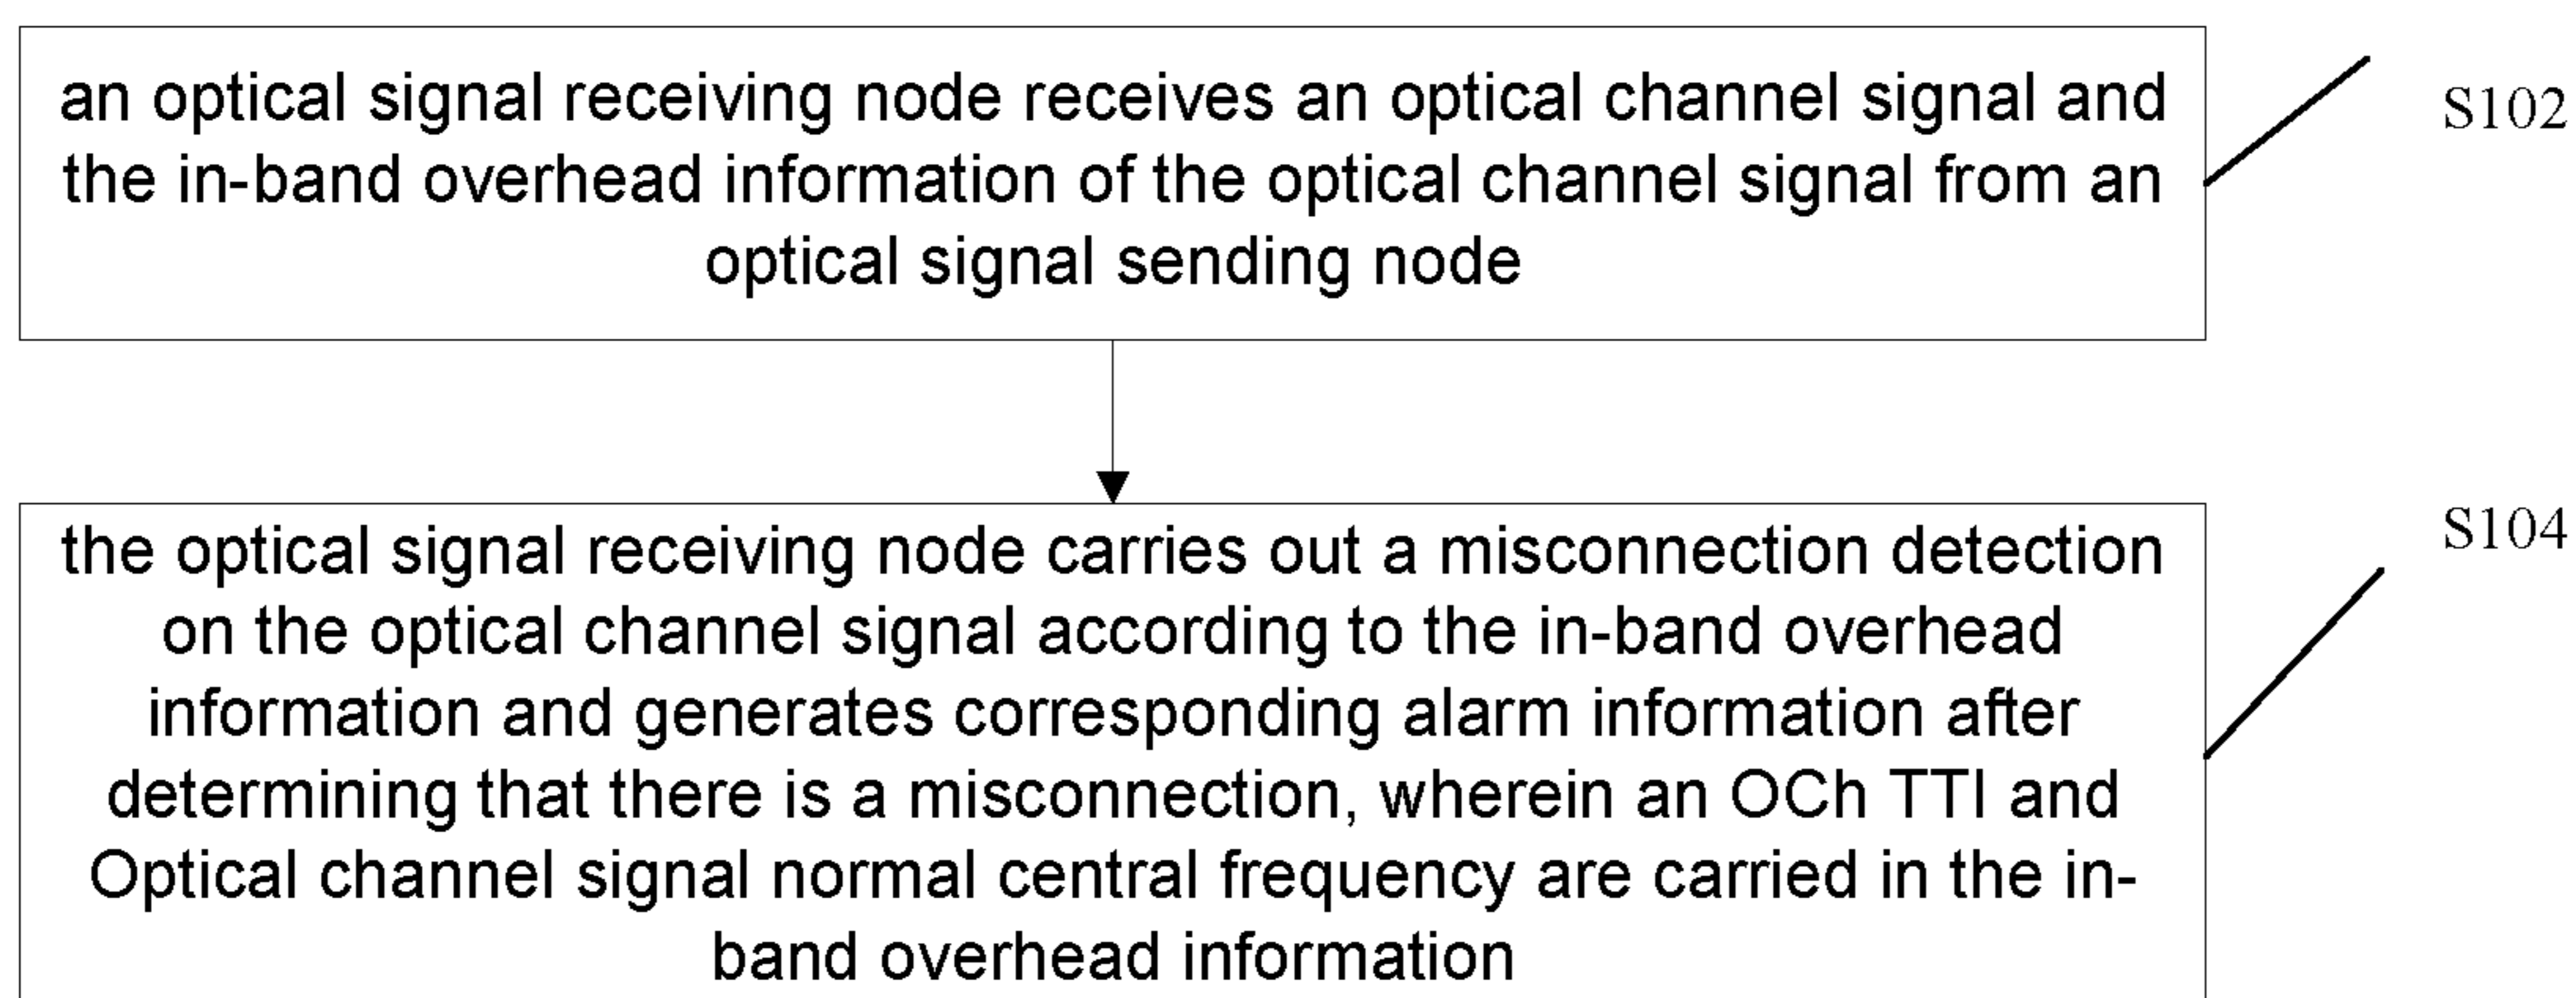 an optical signal receiving node receives an optical channel signal and
the in-band overhead information of the optical channel signal from an
optical signal sending node
S102
the optical signal receiving node carries out a misconnection detection
on the optical channel signal according to the in-band overhead
information and generates corresponding alarm information after
determining that there is a misconnection, wherein an OCh TTI and
Optical channel signal normal central frequency are carried in the in-
band overhead information
S104